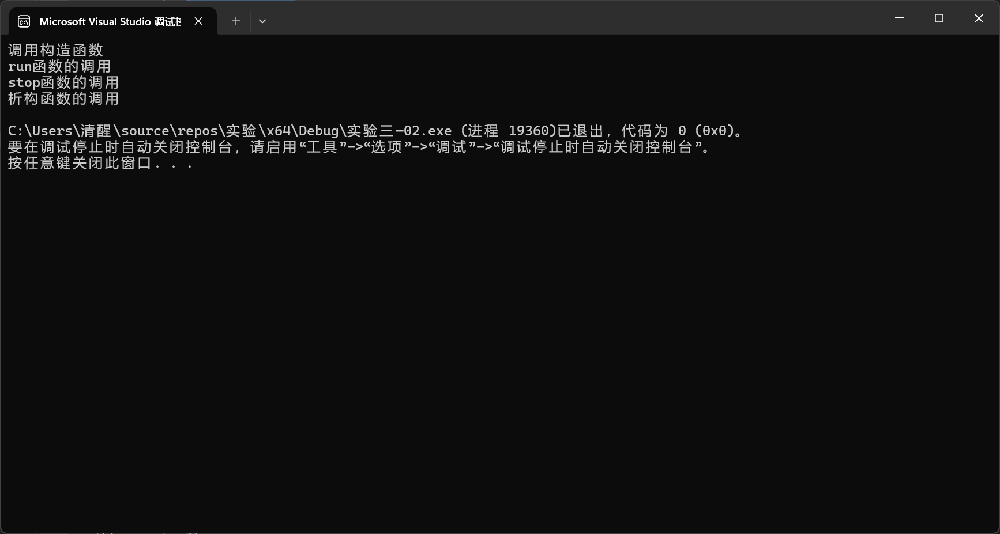 Microsoft Visual Studio 调试
调用构造函数
run函数的调用
stop函数的调用
析构函数的调用
C:\Users\清醒\source\repos\实验\x64\Debug\实验三-02.exe (进程 19360)已退出，代码为 0 (0x0)。
要在调试停止时自动关闭控制台，请启用“工具”->“选项”->“调试”->“调试停止时自动关闭控制台”。
按任意键关闭此窗口. . .